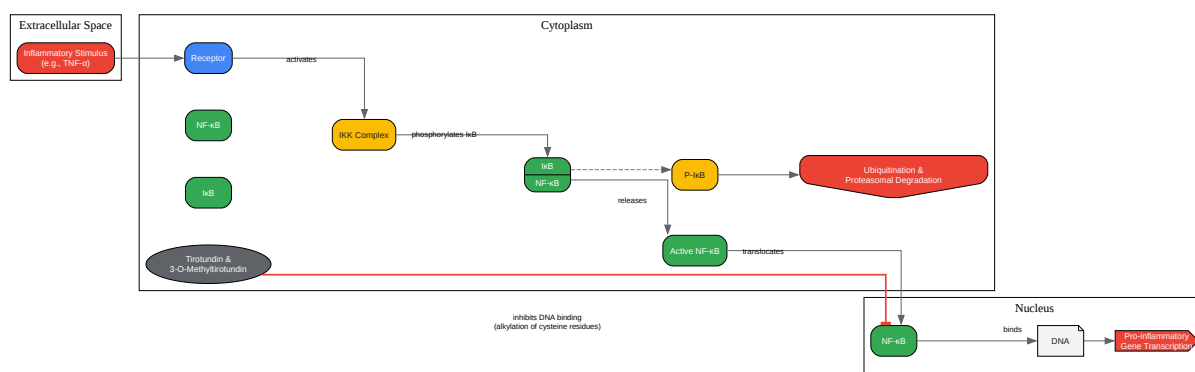 Extracellular Space
Inflammatory Stimulus
(e.g., TNF-α)
Cytoplasm
Receptor
activates
NF-κB
IKK Complex
phosphorylates IκB
IκB
NF-κB
P-IκB
Ubiquitination &
Proteasomal Degradation
IκB
releases
Active NF-κB
translocates
Tirotundin &
3-O-Methyltirotundin
inhibits DNA binding
(alkylation of cysteine residues)
Nucleus
NF-κB
binds
DNA
Pro-inflammatory
Gene Transcription